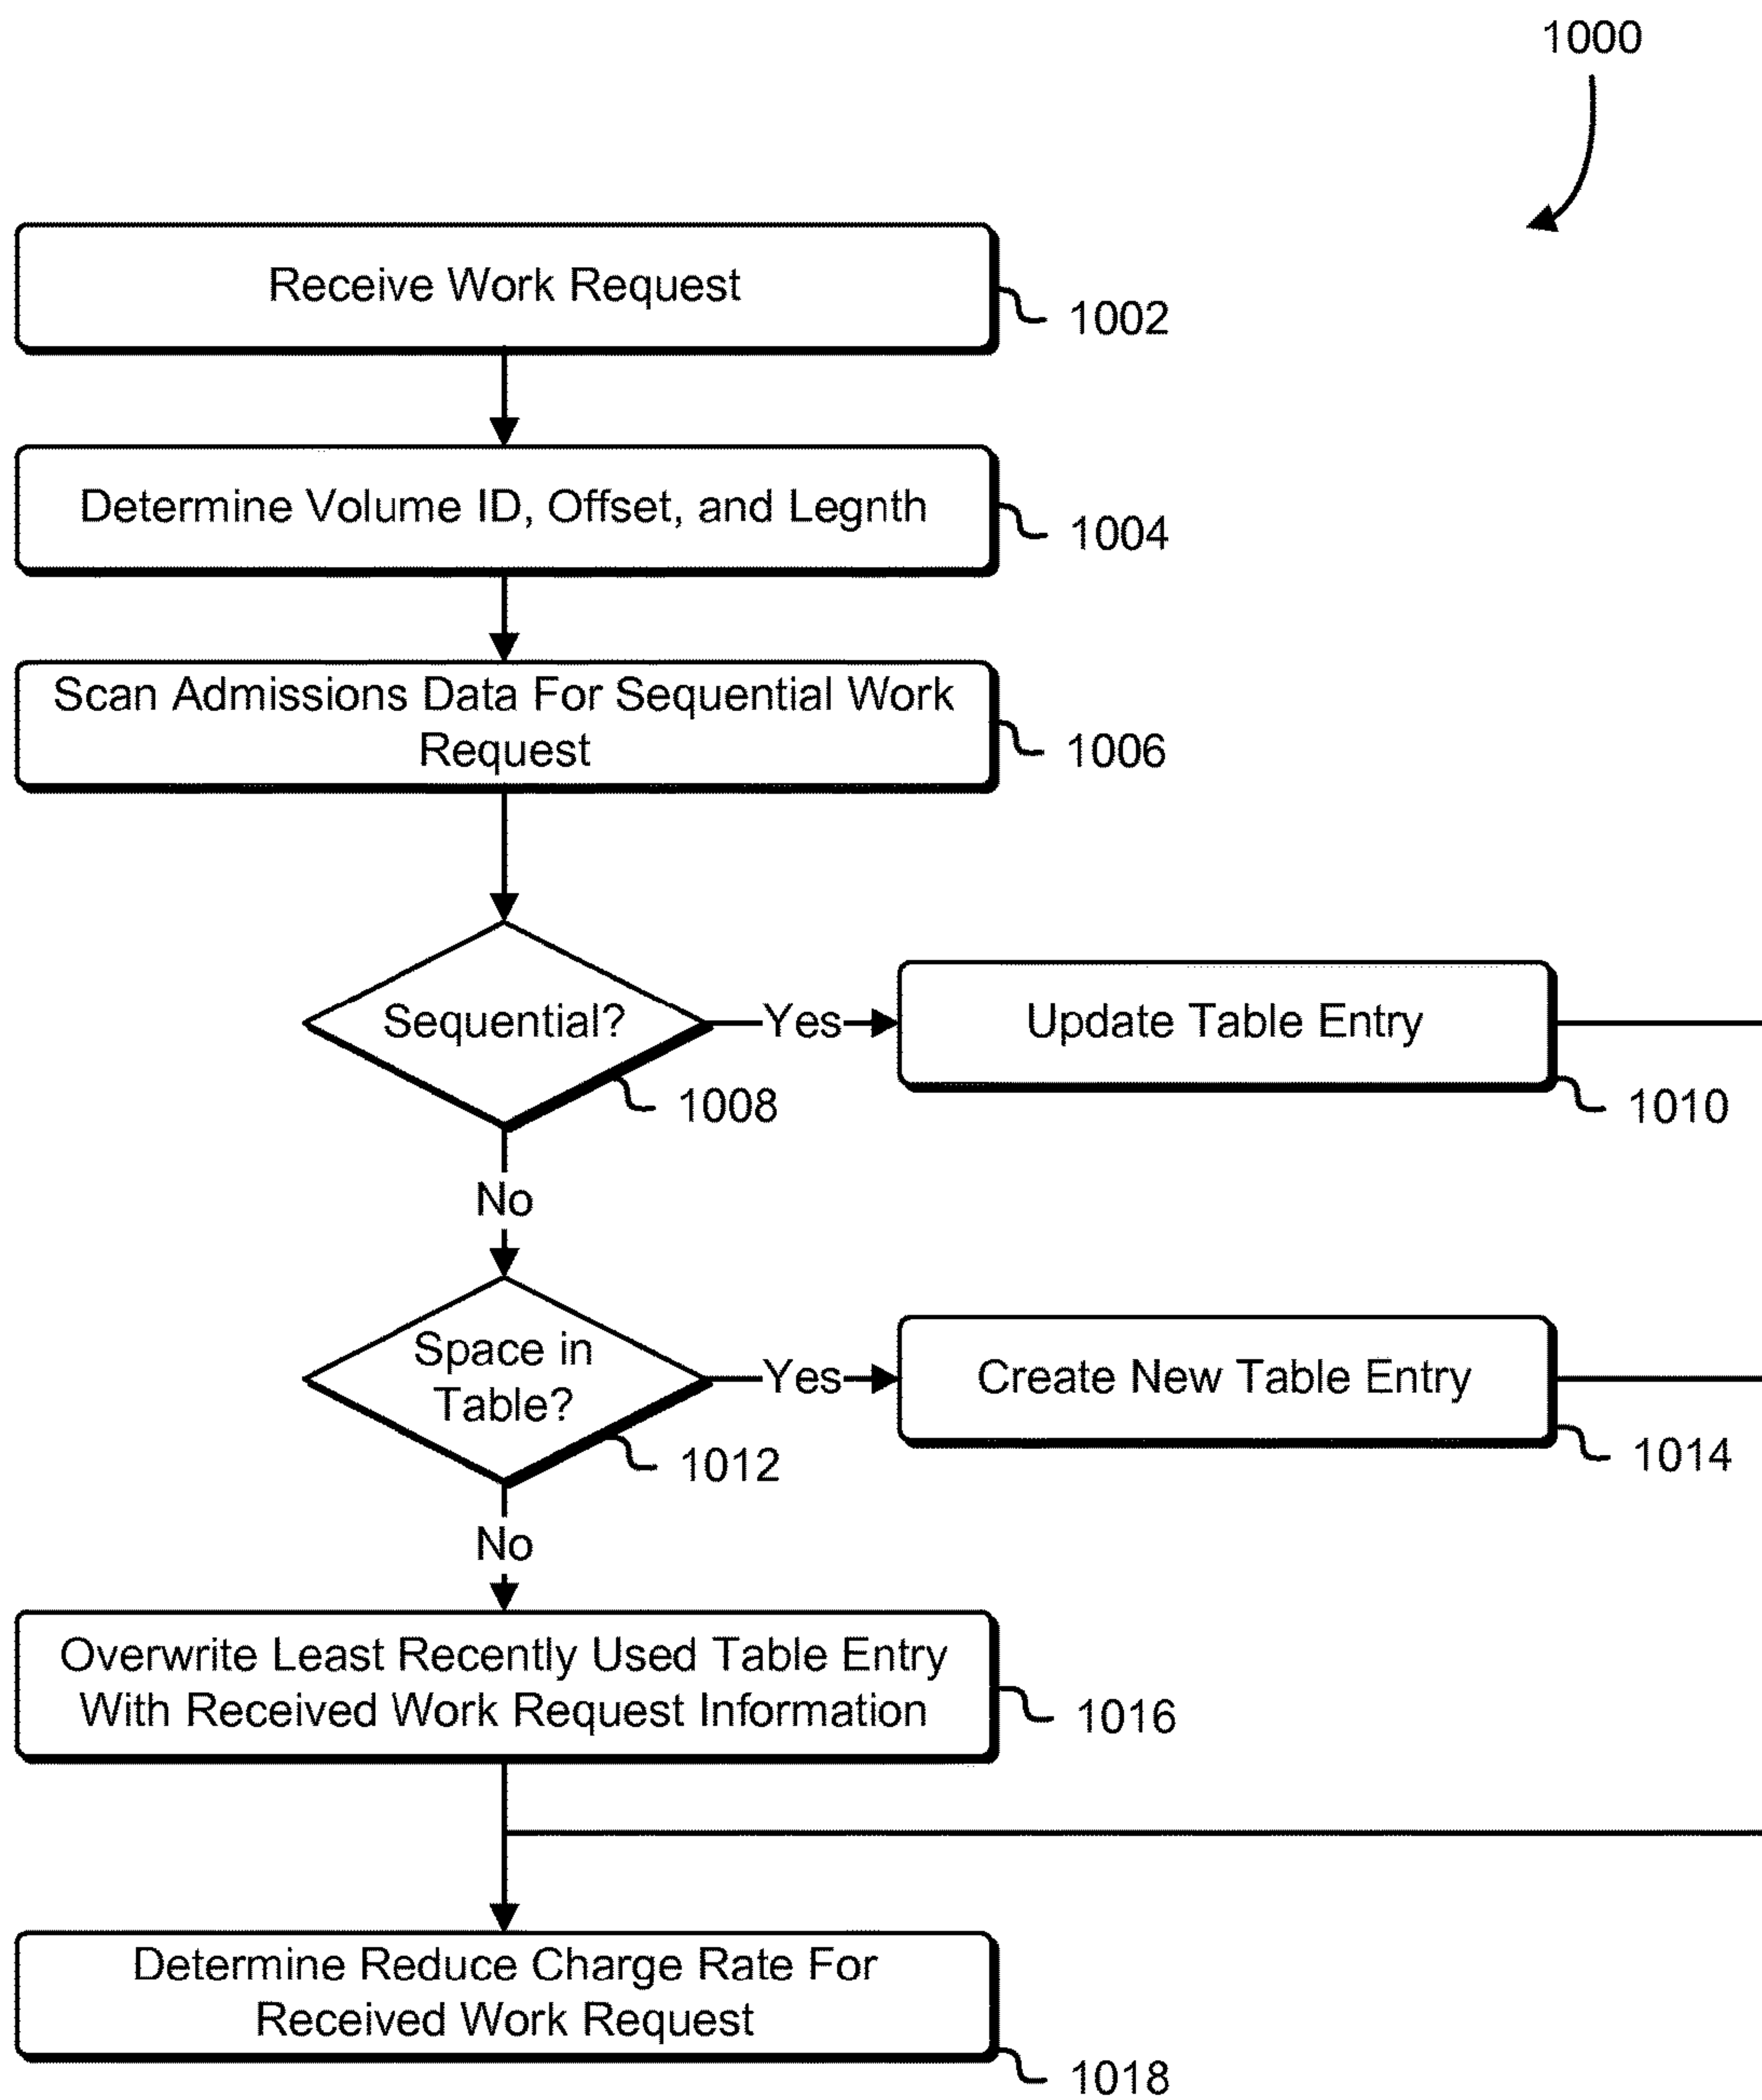 1000
Receive Work Request
1002
Determine Volume ID, Offset, and Legnth
1004
Scan Admissions Data For Sequential Work
Request
1006
Sequential?
Yes
Update Table Entry
1008
1010
No
Space in
Table?
Yes
Create New Table Entry
1012
1014
No
Overwrite Least Recently Used Table Entry
With Received Work Request Information
1016
Determine Reduce Charge Rate For
Received Work Request
1018